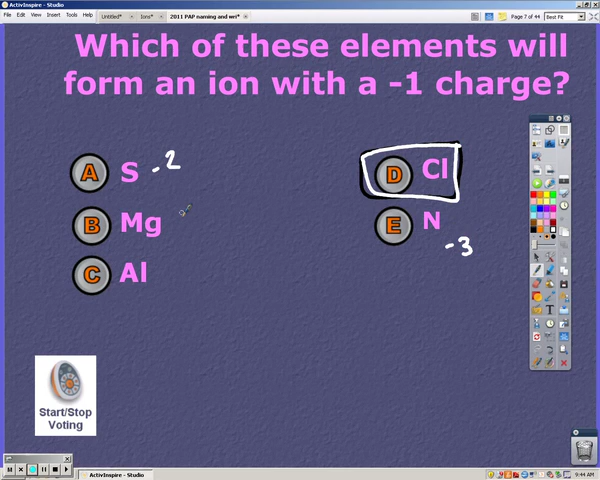 ActivInspire - Studio
File Edit View Insert Tools Help
Untitled*
Ions*
2011 PAP naming and wri*
Page 7 of 44
Best Fit
Which of these elements will
form an ion with a -1 charge?
A S -2
B Mg
C Al
D Cl
E N
-3
Start/Stop
Voting
ActivInspire - Studio
9:44 AM